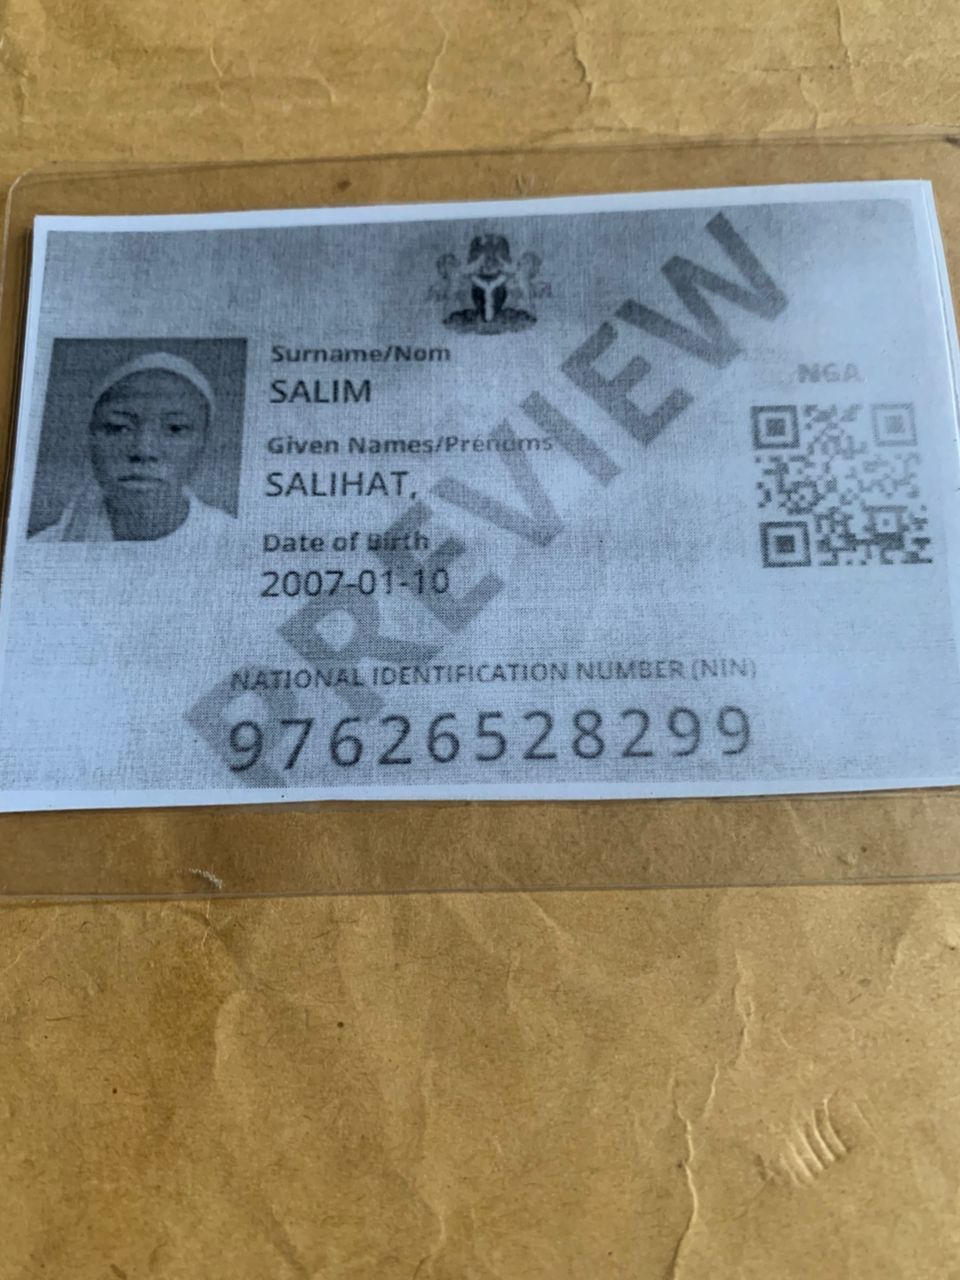 Surname/Nom
SALIM
Given Names/Prénoms
SALIHAT,
Date of Birth
2007-01-10
NGA
PREVIEW
NATIONAL IDENTIFICATION NUMBER (NIN)
97626528299